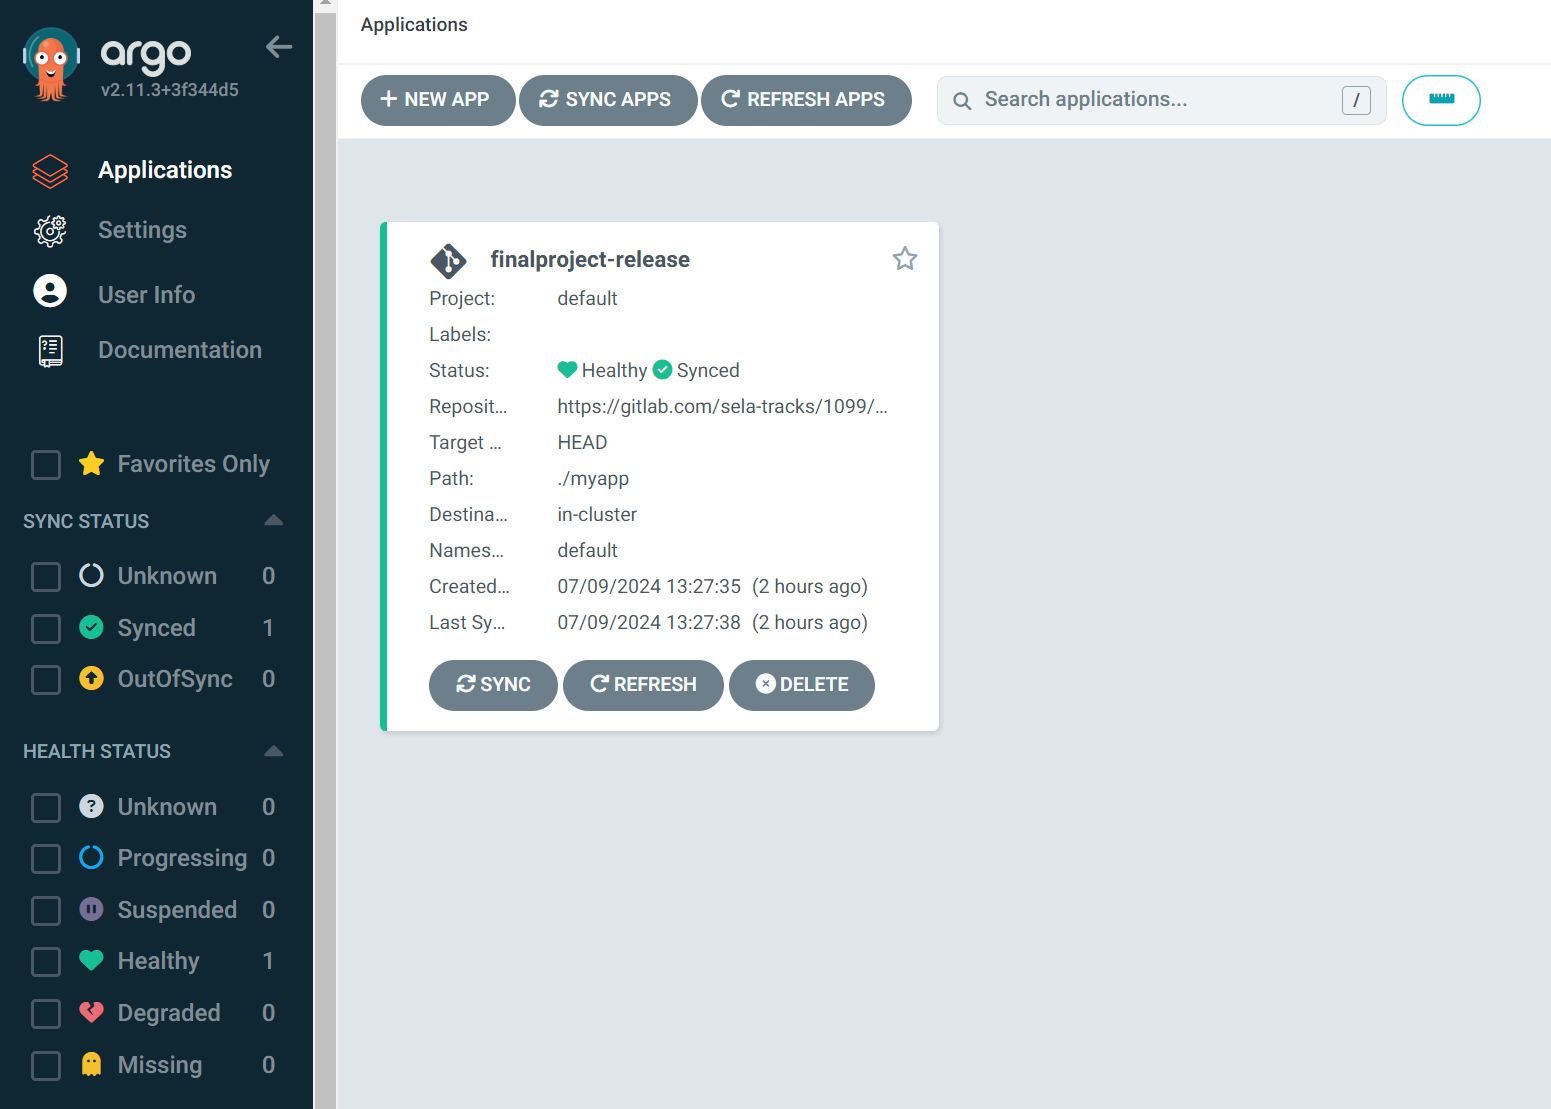 argo
v2.11.3+3f344d5
Applications
Settings
User Info
Documentation
Favorites Only
SYNC STATUS
Unknown 0
Synced 1
OutOfSync 0
HEALTH STATUS
Unknown 0
Progressing 0
Suspended 0
Healthy 1
Degraded 0
Missing 0
Applications
NEW APP SYNC APPS REFRESH APPS Search applications... /
finalproject-release
Project: default
Labels:
Status: Healthy Synced
Reposit... https://gitlab.com/sela-tracks/1099/...
Target ... HEAD
Path: ./myapp
Destina... in-cluster
Names... default
Created... 07/09/2024 13:27:35 (2 hours ago)
Last Sy... 07/09/2024 13:27:38 (2 hours ago)
SYNC REFRESH DELETE